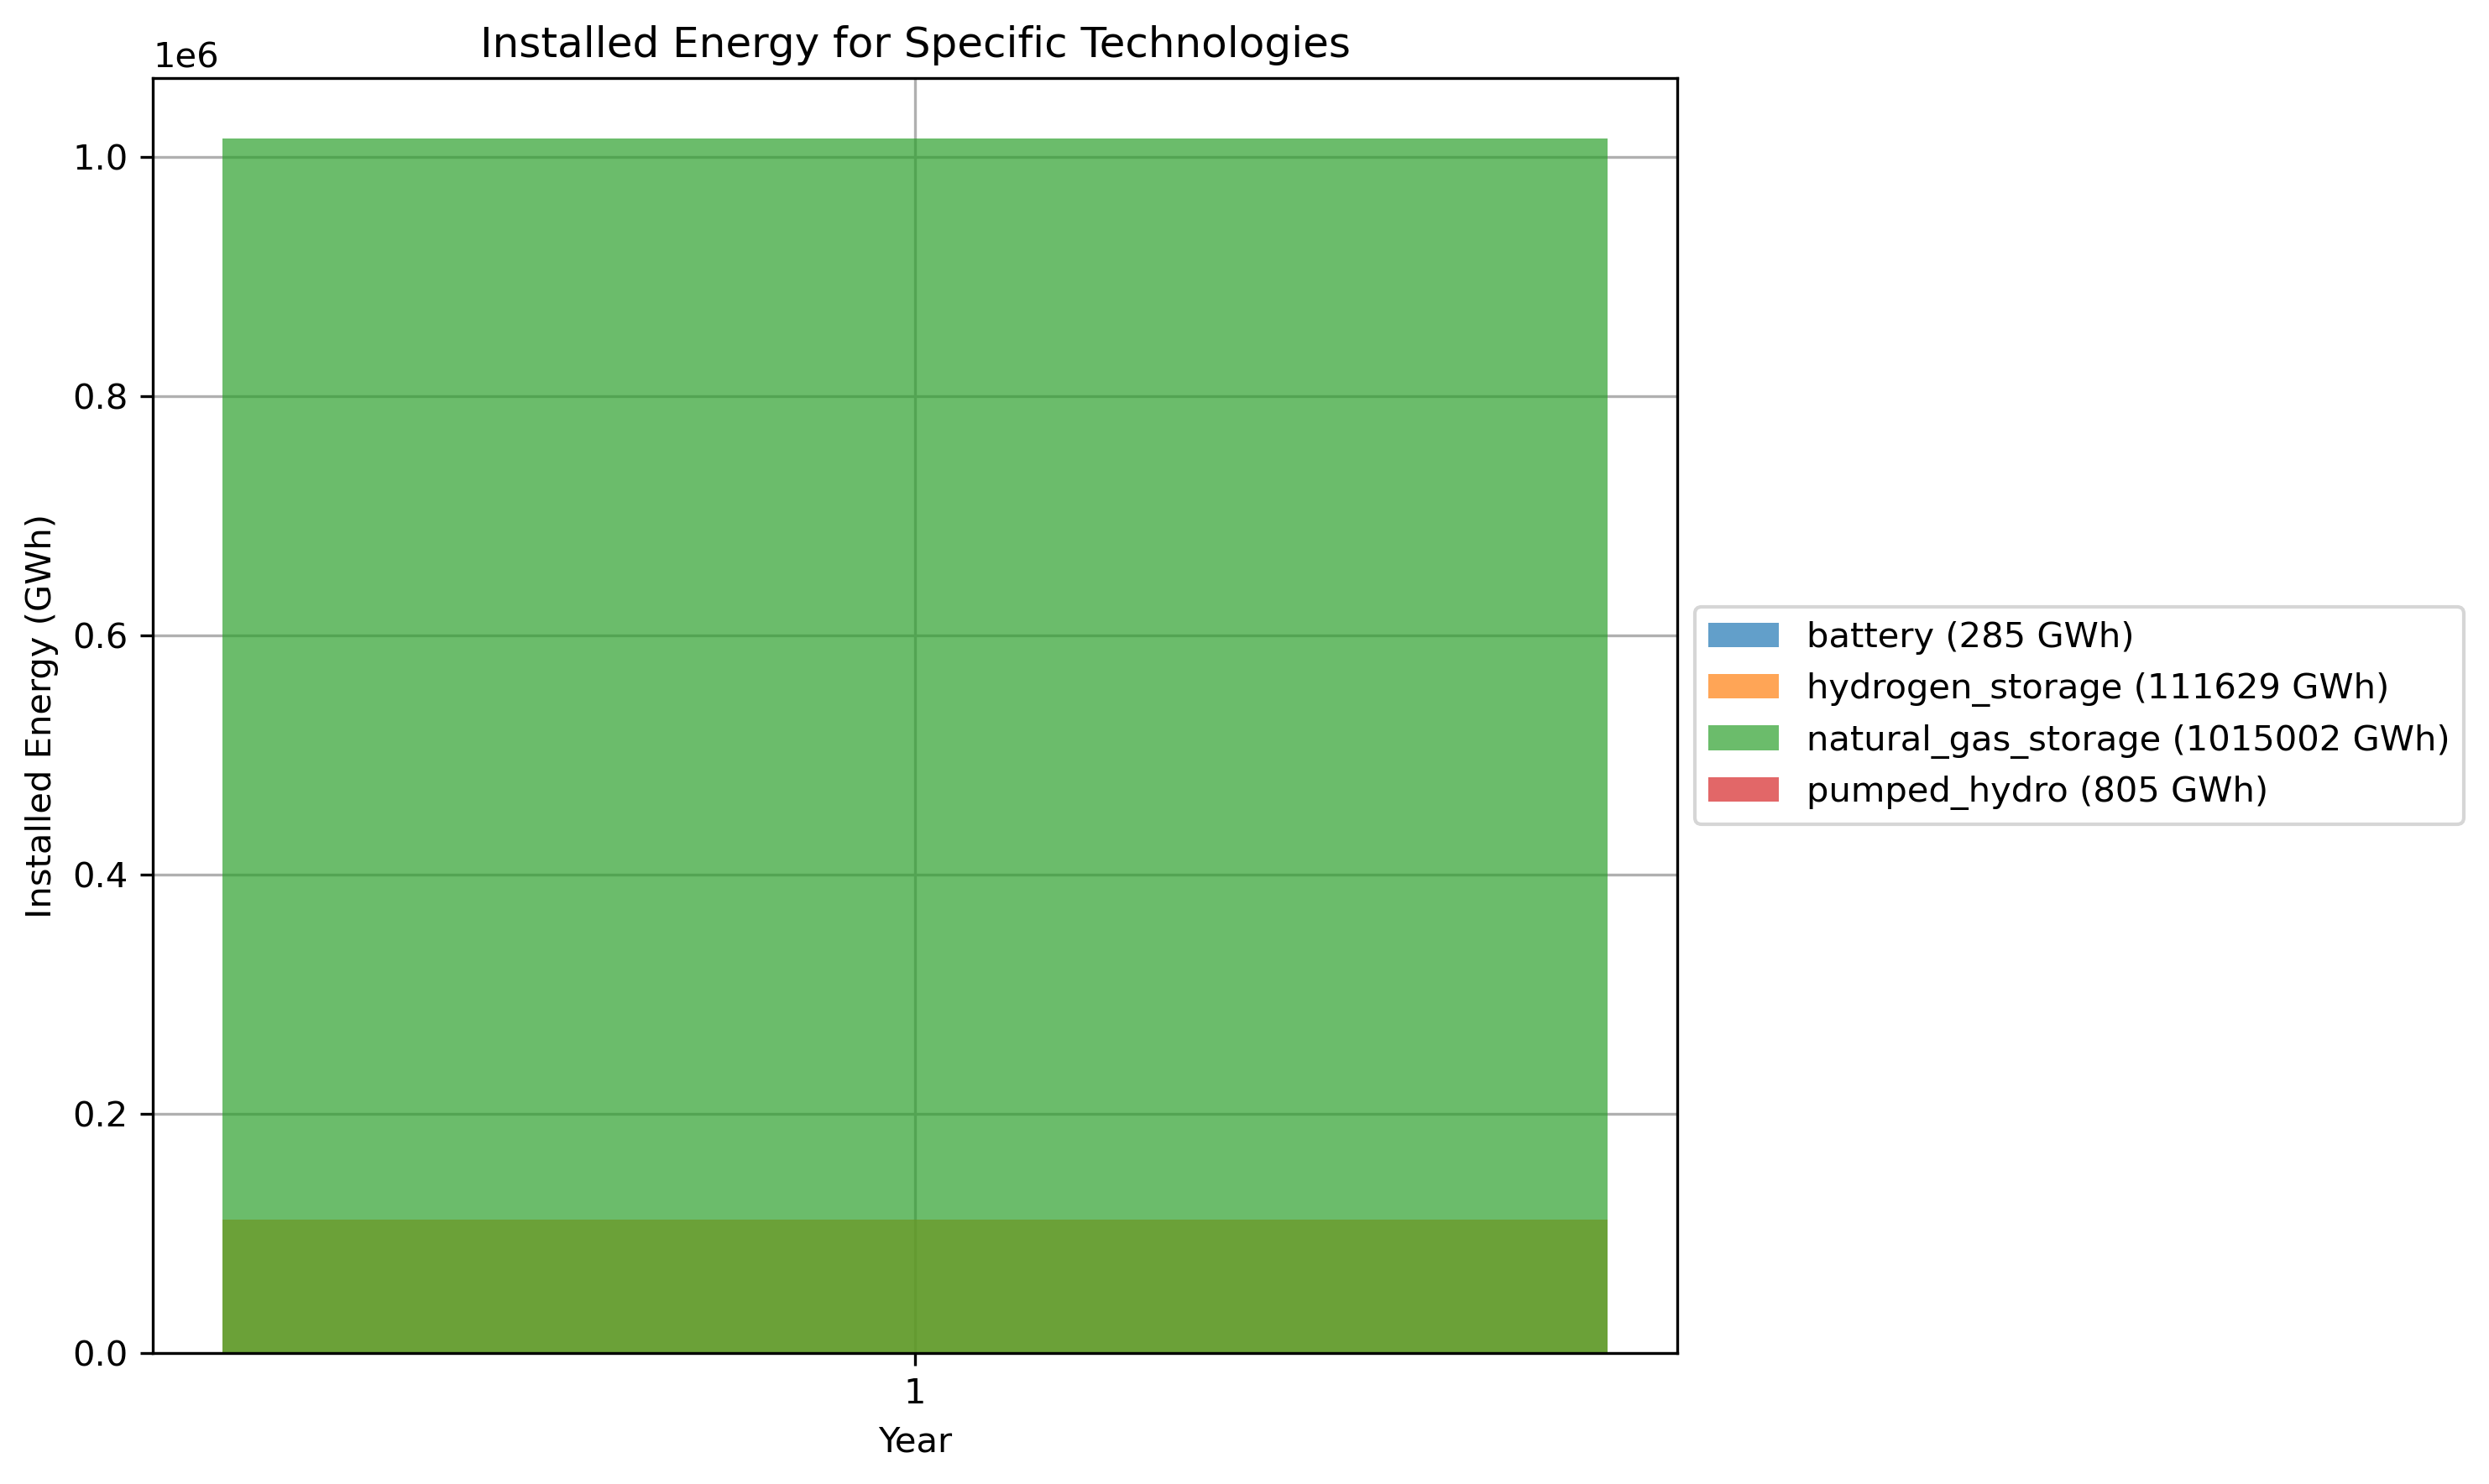 Installed Energy for Specific Technologies
1e6
1.0
0.8
0.6
0.4
0.2
0.0
Installed Energy (GWh)
1
Year
battery (285 GWh)
hydrogen_storage (111629 GWh)
natural_gas_storage (1015002 GWh)
pumped_hydro (805 GWh)